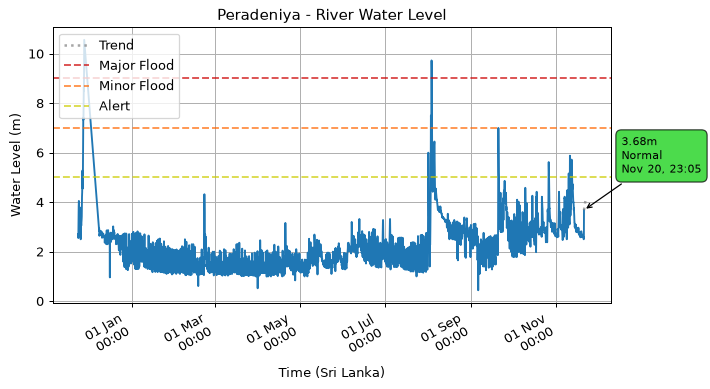 Peradeniya - River Water Level
Trend
Major Flood
Minor Flood
Alert
3.68m
Normal
Nov 20, 23:05
Water Level (m)
10
8
6
4
2
0
01 Jan
00:00
01 Mar
00:00
01 May
00:00
01 Jul
00:00
01 Sep
00:00
01 Nov
00:00
Time (Sri Lanka)